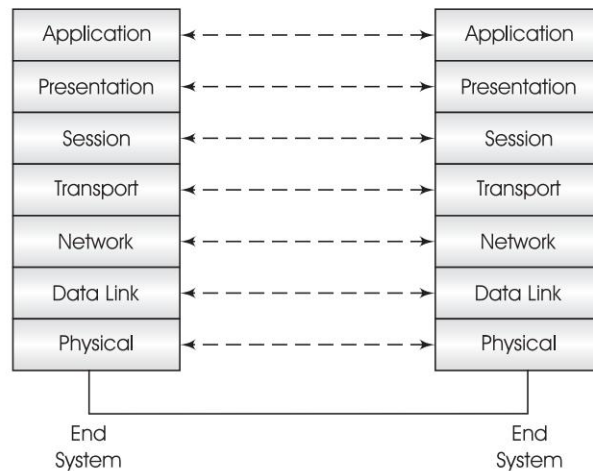 Application Application
Presentation Presentation
Session Session
Transport Transport
Network Network
Data Link Data Link
Physical Physical
End End
System System